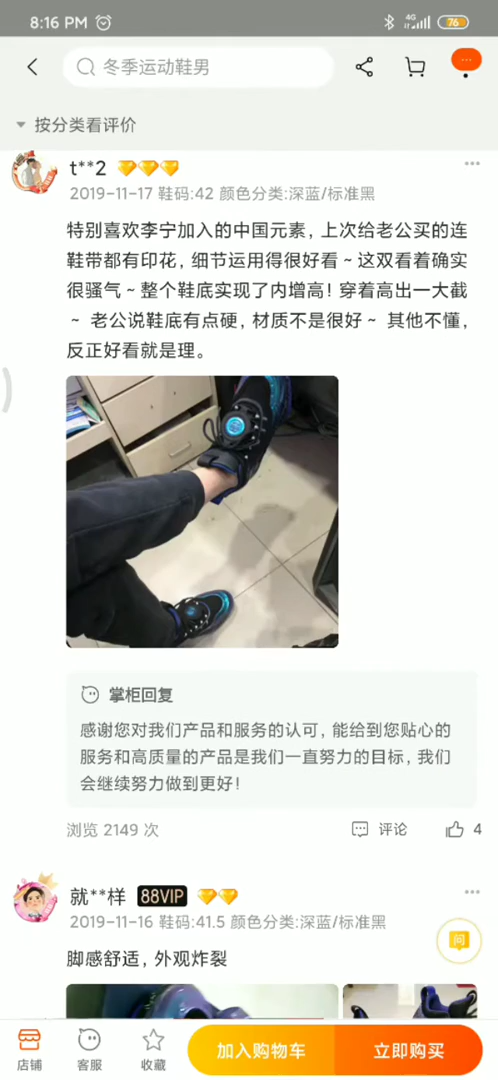 8:16 PM
4G
76
冬季运动鞋男
按分类看评价
t**2
2019-11-17 鞋码:42 颜色分类:深蓝/标准黑
特别喜欢李宁加入的中国元素，上次给老公买的连
鞋带都有印花，细节运用得很好看～这双看着确实
很骚气～整个鞋底实现了内增高！穿着高出一大截
～ 老公说鞋底有点硬，材质不是很好～ 其他不懂，
反正好看就是理。
掌柜回复
感谢您对我们产品和服务的认可，能给到您贴心的
服务和高质量的产品是我们一直努力的目标，我们
会继续努力做到更好！
浏览 2149 次
评论
4
就**样 88VIP
2019-11-16 鞋码:41.5 颜色分类:深蓝/标准黑
脚感舒适，外观炸裂
问
店铺
客服
收藏
加入购物车
立即购买